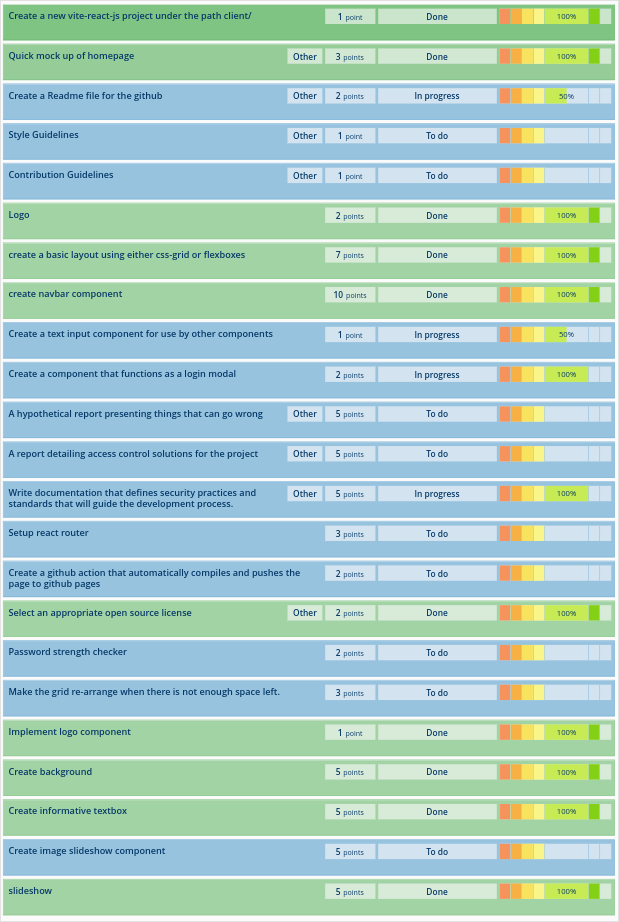 Create a new vite-react-js project under the path client/ 1 point Done 100%
Quick mock up of homepage Other 3 points Done 100%
Create a Readme file for the github Other 2 points In progress 50%
Style Guidelines Other 1 point To do
Contribution Guidelines Other 1 point To do
Logo 2 points Done 100%
create a basic layout using either css-grid or flexboxes 7 points Done 100%
create navbar component 10 points Done 100%
Create a text input component for use by other components 1 point In progress 50%
Create a component that functions as a login modal 2 points In progress 100%
A hypothetical report presenting things that can go wrong Other 5 points To do
A report detailing access control solutions for the project Other 5 points To do
Write documentation that defines security practices and Other 5 points In progress 100%
standards that will guide the development process.
Setup react router 3 points To do
Create a github action that automatically compiles and pushes the 2 points To do
page to github pages
Select an appropriate open source license Other 2 points Done 100%
Password strength checker 2 points To do
Make the grid re-arrange when there is not enough space left. 3 points To do
Implement logo component 1 point Done 100%
Create background 5 points Done 100%
Create informative textbox 5 points Done 100%
Create image slideshow component 5 points To do
slideshow 5 points Done 100%